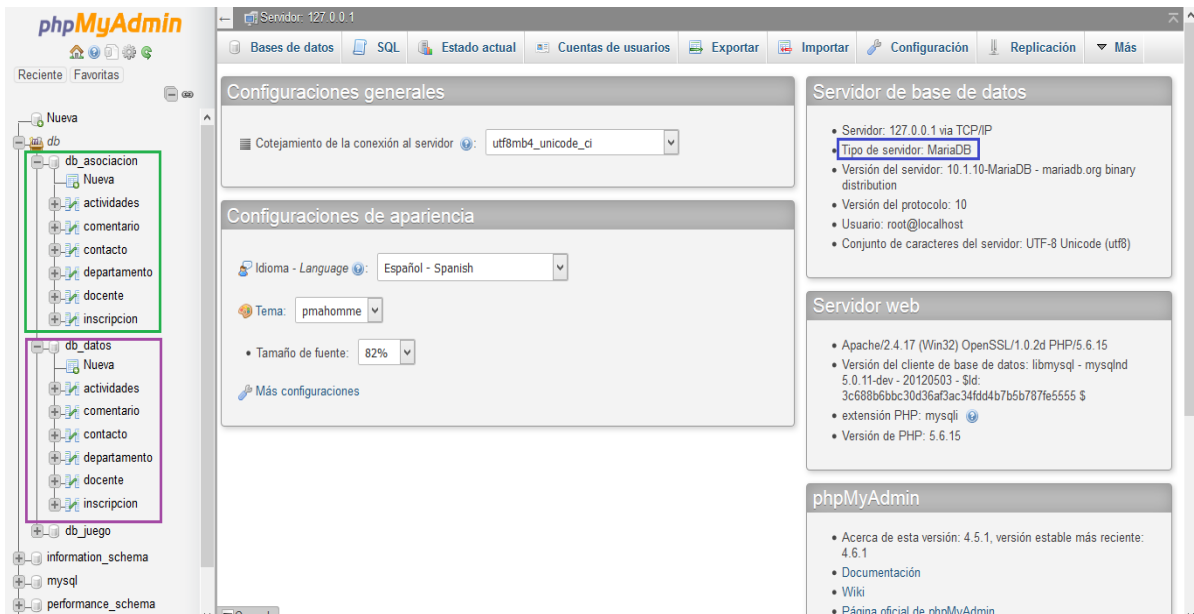 phpMyAdmin
Reciente Favoritas
Nueva
db
db_asociacion
Nueva
actividades
comentario
contacto
departamento
docente
inscripcion
db_datos
Nueva
actividades
comentario
contacto
departamento
docente
inscripcion
db_juego
information_schema
mysql
performance_schema
Servidor: 127.0.0.1
Bases de datos SQL Estado actual Cuentas de usuarios Exportar Importar Configuración Replicación Más
Configuraciones generales
Cotejamiento de la conexión al servidor : utf8mb4_unicode_ci
Configuraciones de apariencia
Idioma - Language : Español - Spanish
Tema: pmahomme
• Tamaño de fuente: 82%
Más configuraciones
Servidor de base de datos
• Servidor: 127.0.0.1 via TCP/IP
• Tipo de servidor: MariaDB
• Versión del servidor: 10.1.10-MariaDB - mariadb.org binary
distribution
• Versión del protocolo: 10
• Usuario: root@localhost
• Conjunto de caracteres del servidor: UTF-8 Unicode (utf8)
Servidor web
• Apache/2.4.17 (Win32) OpenSSL/1.0.2d PHP/5.6.15
• Versión del cliente de base de datos: libmysql - mysqlnd
5.0.11-dev - 20120503 - $Id:
3c688b6bbc30d36af3ac34fdd4b7b5b787fe5555 $
• extensión PHP: mysqli
• Versión de PHP: 5.6.15
phpMyAdmin
• Acerca de esta versión: 4.5.1, versión estable más reciente:
4.6.1
• Documentación
• Wiki
• Página oficial de phpMyAdmin